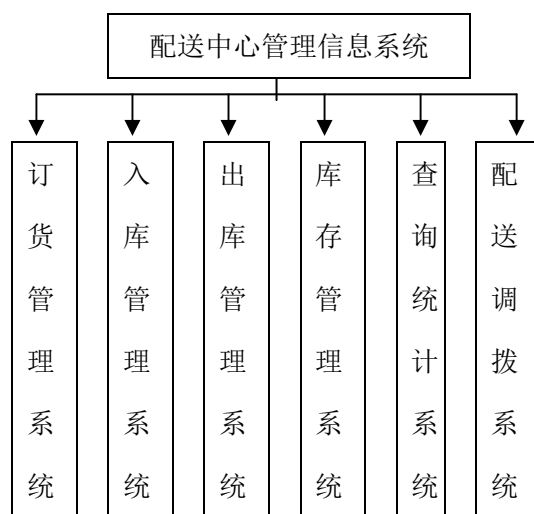 配送中心管理信息系统
订货管理系统
入库管理系统
出库管理系统
库存管理系统
查询统计系统
配送调拨系统